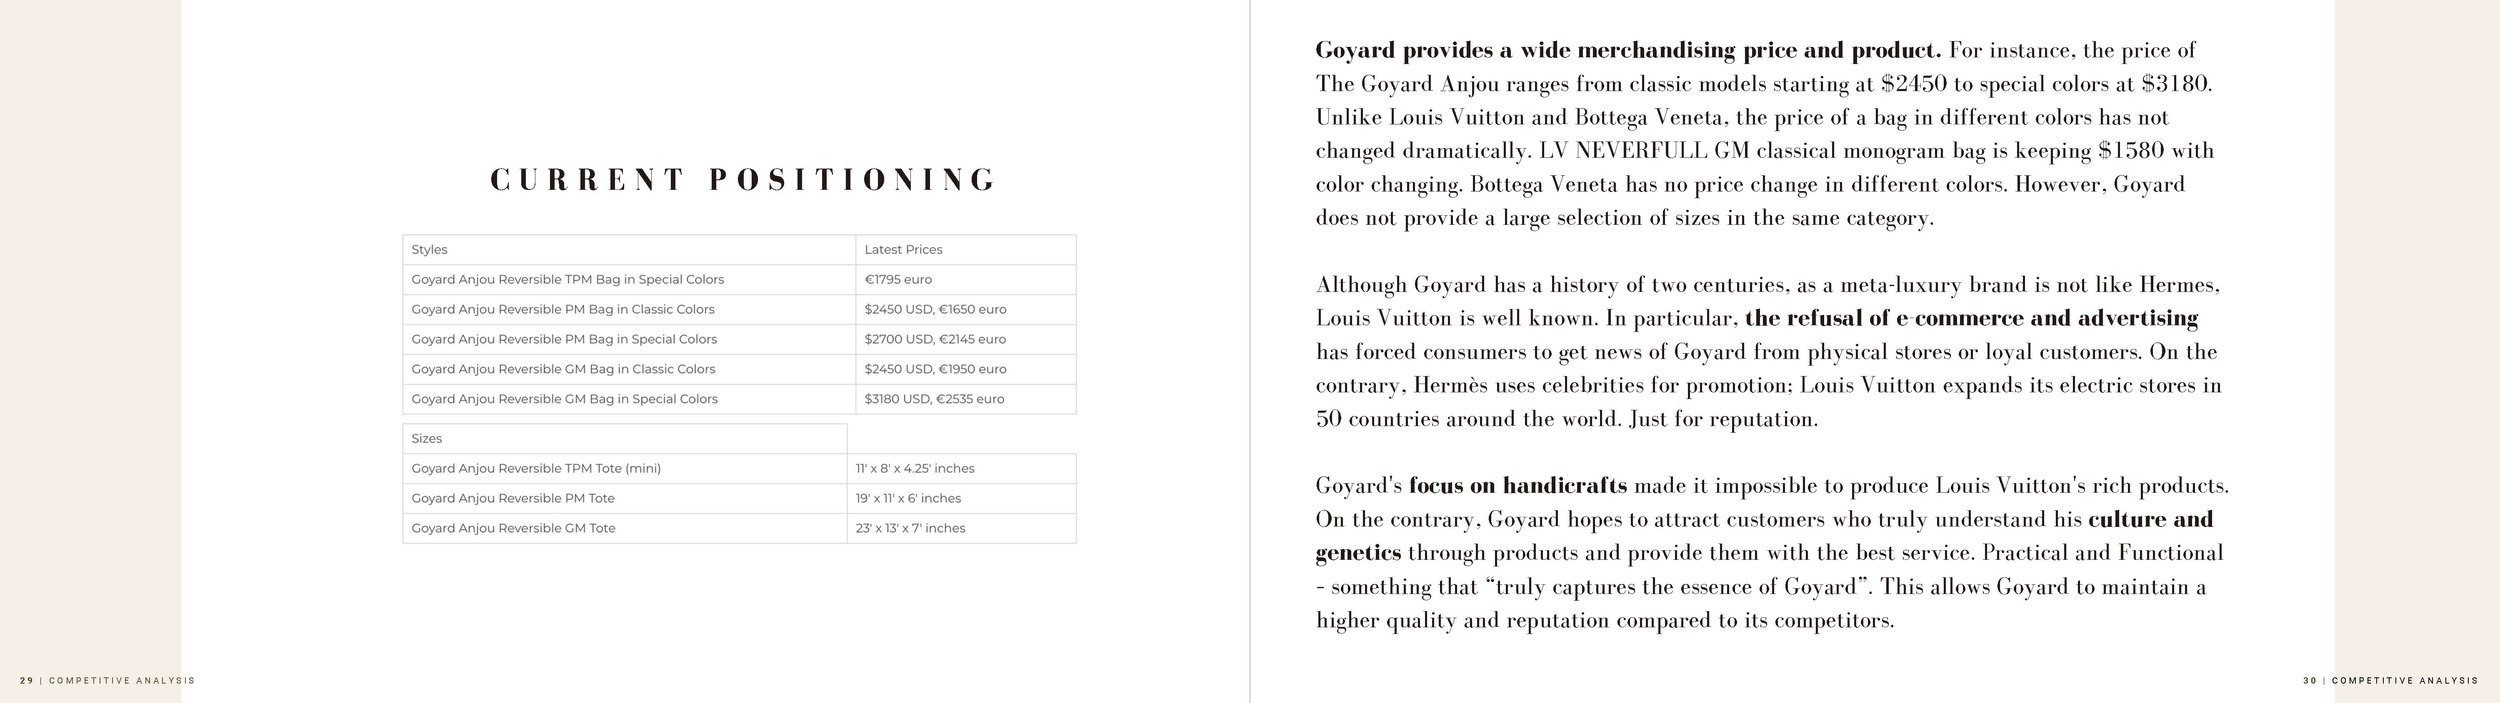 CURRENT POSITIONING
Styles Latest Prices
Goyard Anjou Reversible TPM Bag in Special Colors €1795 euro
Goyard Anjou Reversible PM Bag in Classic Colors $2450 USD, €1650 euro
Goyard Anjou Reversible PM Bag in Special Colors $2700 USD, €2145 euro
Goyard Anjou Reversible GM Bag in Classic Colors $2450 USD, €1950 euro
Goyard Anjou Reversible GM Bag in Special Colors $3180 USD, €2535 euro
Sizes
Goyard Anjou Reversible TPM Tote (mini) 11' x 8' x 4.25' inches
Goyard Anjou Reversible PM Tote 19' x 11' x 6' inches
Goyard Anjou Reversible GM Tote 23' x 13' x 7' inches
29 | COMPETITIVE ANALYSIS
Goyard provides a wide merchandising price and product. For instance, the price of
The Goyard Anjou ranges from classic models starting at $2450 to special colors at $3180.
Unlike Louis Vuitton and Bottega Veneta, the price of a bag in different colors has not
changed dramatically. LV NEVERFULL GM classical monogram bag is keeping $1580 with
color changing. Bottega Veneta has no price change in different colors. However, Goyard
does not provide a large selection of sizes in the same category.
Although Goyard has a history of two centuries, as a meta-luxury brand is not like Hermes,
Louis Vuitton is well known. In particular, the refusal of e-commerce and advertising
has forced consumers to get news of Goyard from physical stores or loyal customers. On the
contrary, Hermès uses celebrities for promotion; Louis Vuitton expands its electric stores in
50 countries around the world. Just for reputation.
Goyard's focus on handicrafts made it impossible to produce Louis Vuitton's rich products.
On the contrary, Goyard hopes to attract customers who truly understand his culture and
genetics through products and provide them with the best service. Practical and Functional
- something that “truly captures the essence of Goyard”. This allows Goyard to maintain a
higher quality and reputation compared to its competitors.
30 | COMPETITIVE ANALYSIS